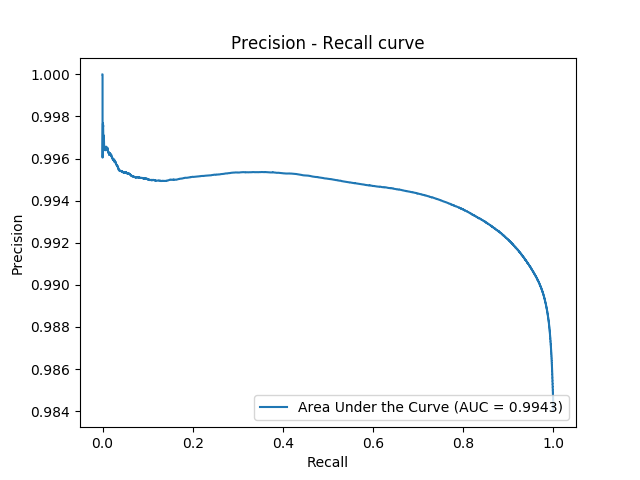 Precision - Recall curve
1.000
0.998
0.996
0.994
0.992
0.990
0.988
0.986
0.984
Precision
Area Under the Curve (AUC = 0.9943)
0.0 0.2 0.4 0.6 0.8 1.0
Recall